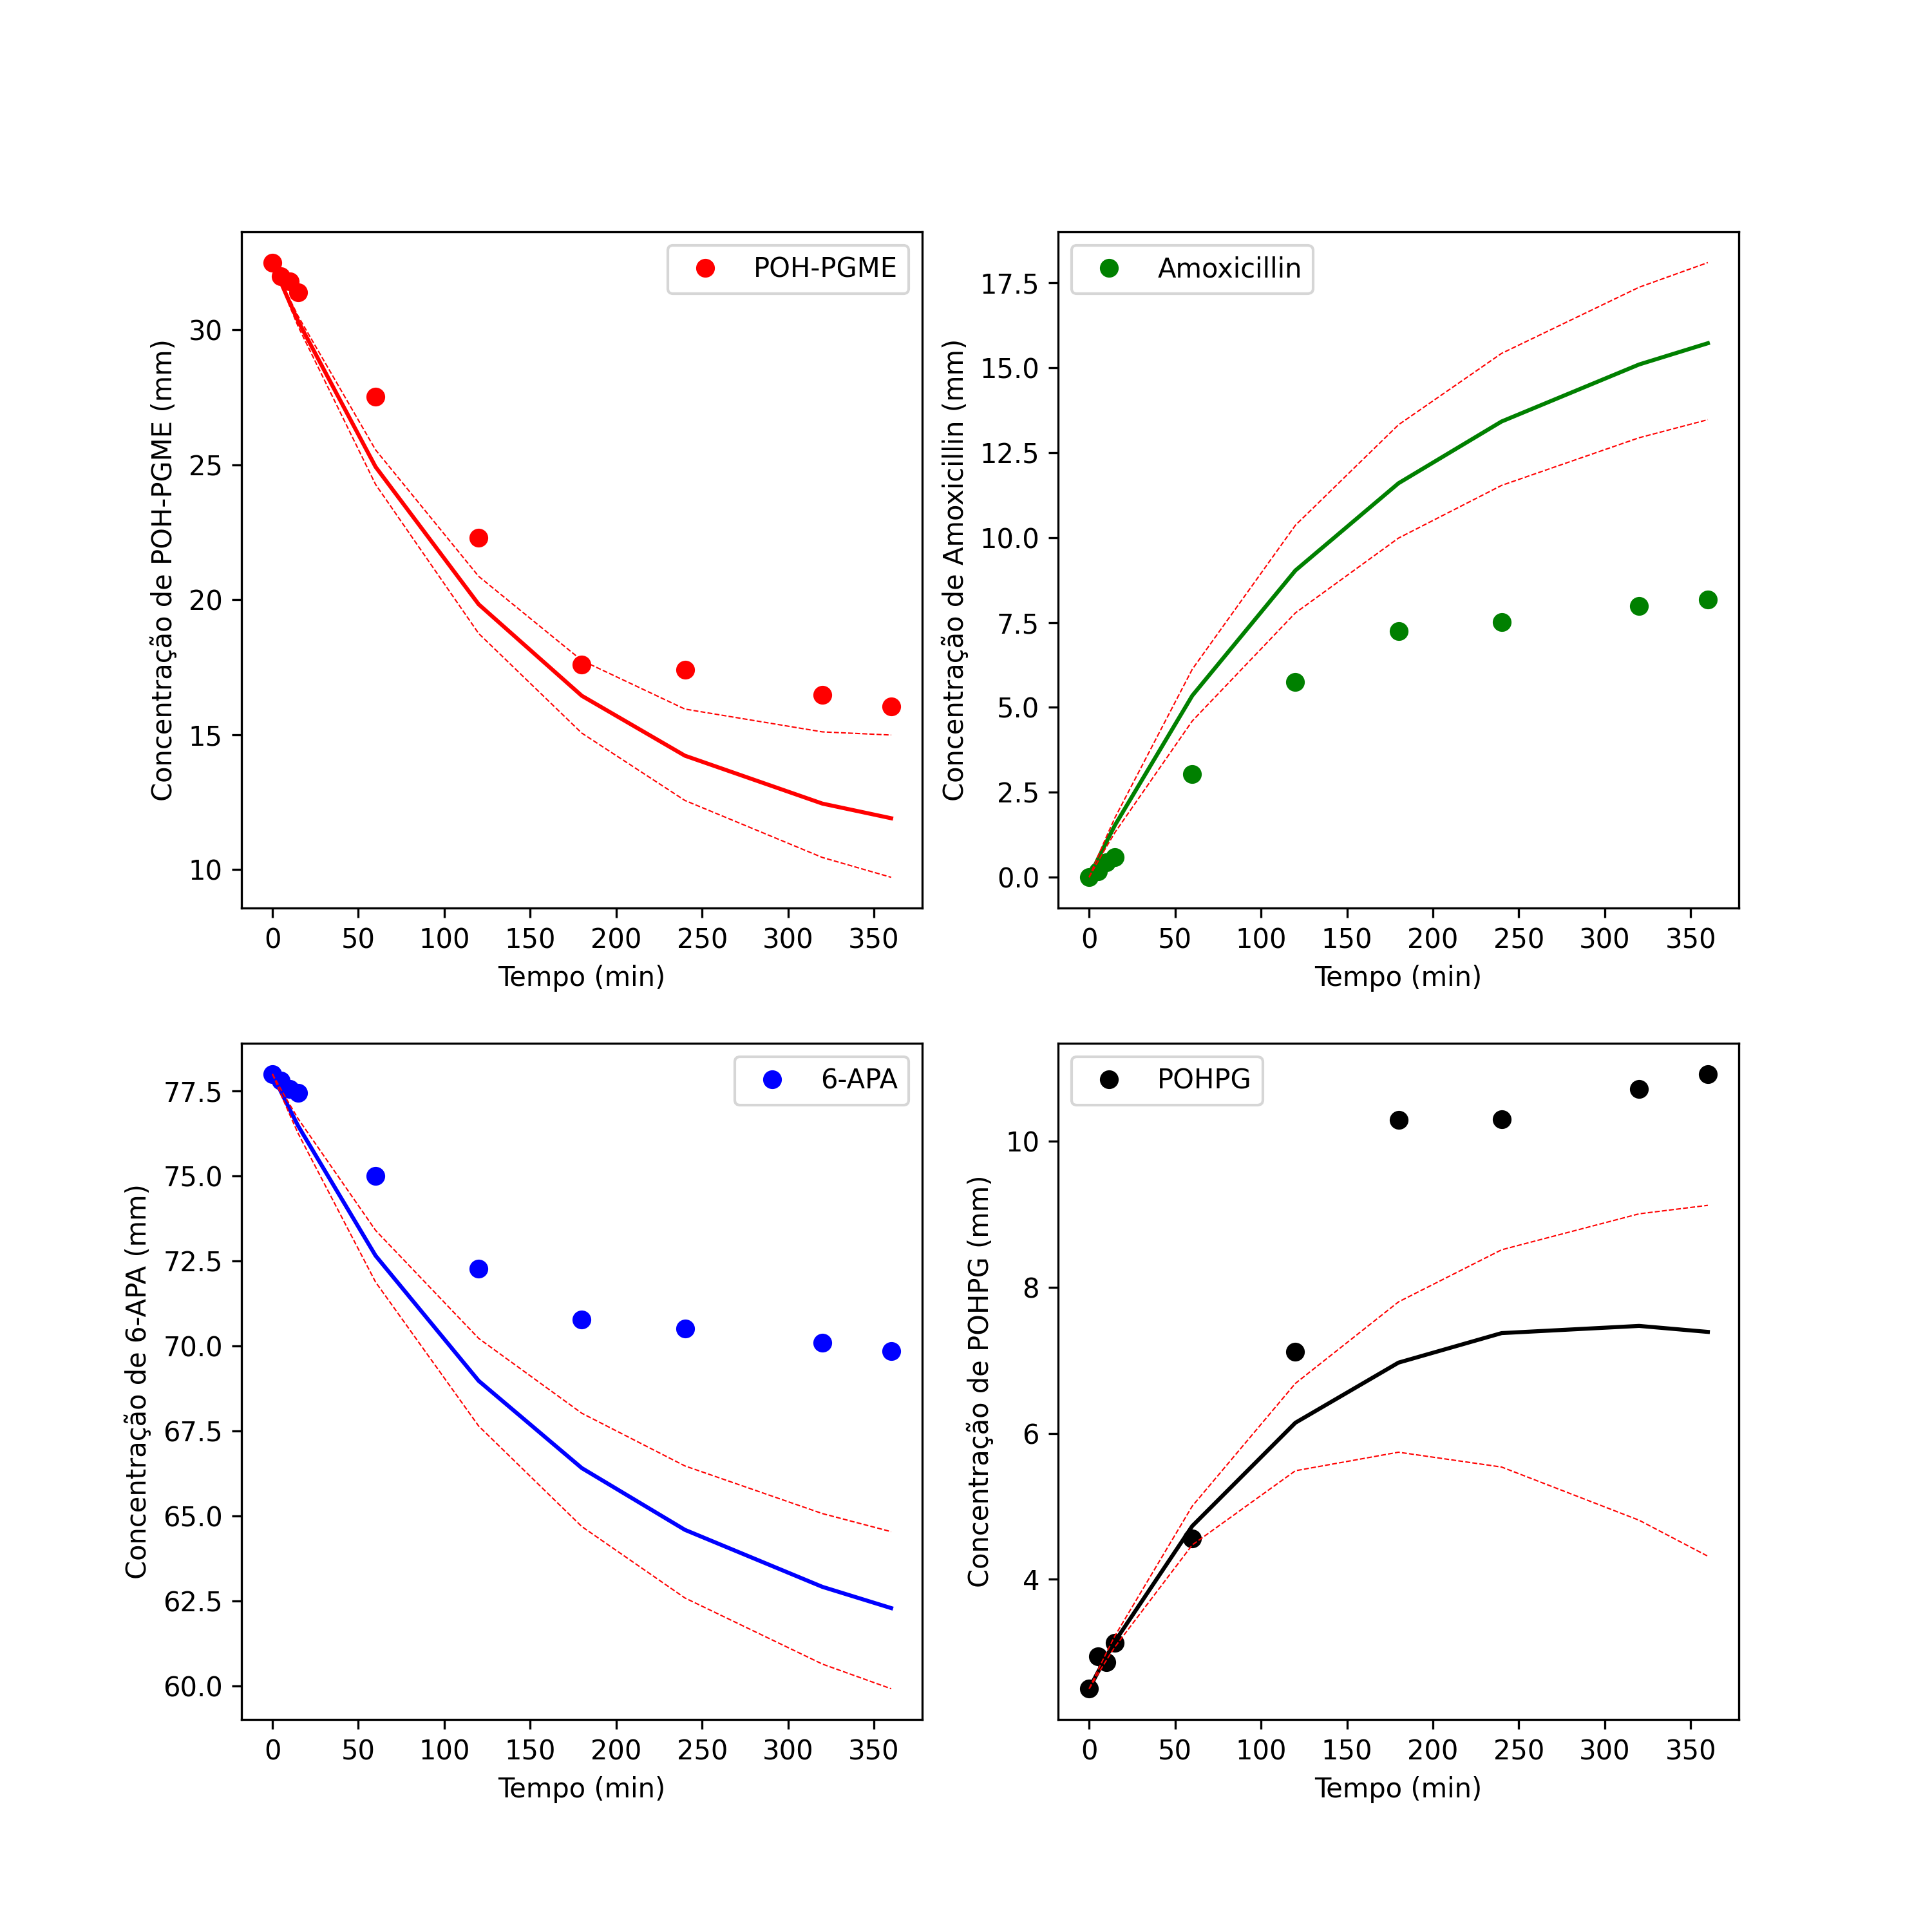 POH-PGME
Concentração de POH-PGME (mm)
30
25
20
15
10
0 50 100 150 200 250 300 350
Tempo (min)
Amoxicillin
Concentração de Amoxicillin (mm)
17.5
15.0
12.5
10.0
7.5
5.0
2.5
0.0
0 50 100 150 200 250 300 350
Tempo (min)
6-APA
Concentração de 6-APA (mm)
77.5
75.0
72.5
70.0
67.5
65.0
62.5
60.0
0 50 100 150 200 250 300 350
Tempo (min)
POHPG
Concentração de POHPG (mm)
10
8
6
4
0 50 100 150 200 250 300 350
Tempo (min)